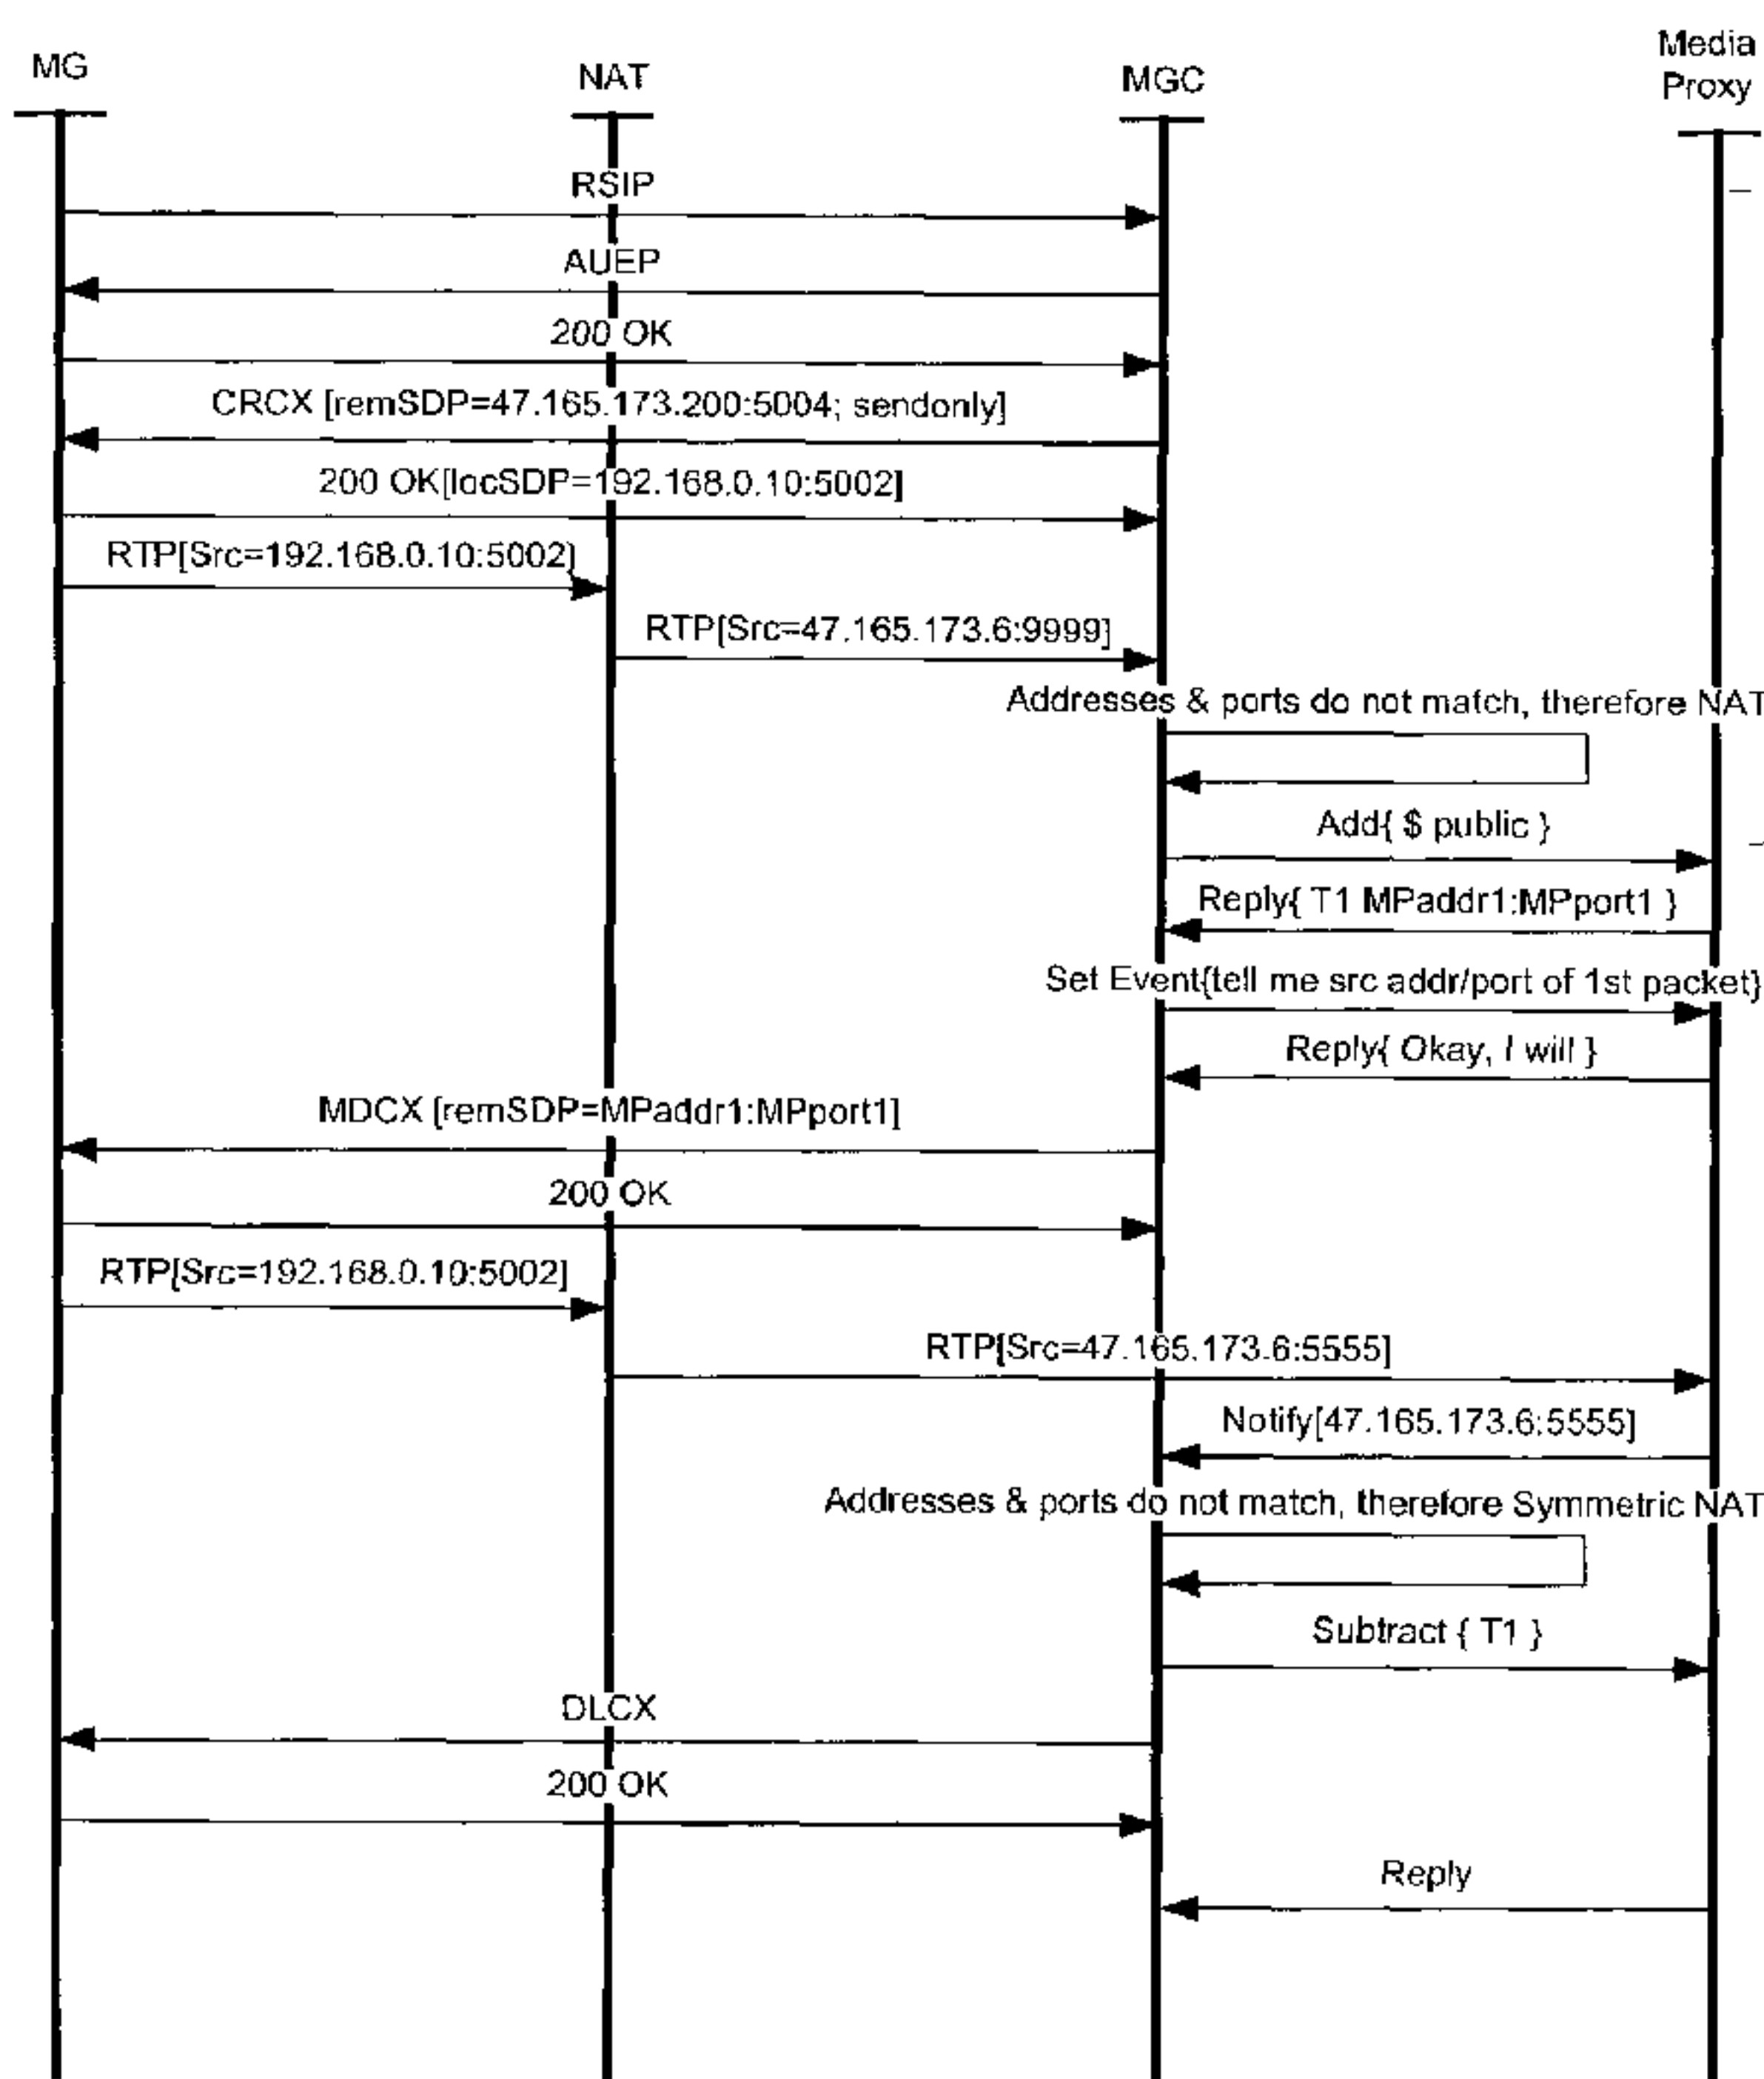 MG
NAT
MGC
Media
Proxy
RSIP
AUEP
200 OK
CRCX [remSDP=47.165.173.200:5004; sendonly]
200 OK[locSDP=192.168.0.10:5002]
RTP[Src=192.168.0.10:5002]
RTP[Src=47.165.173.6:9999]
Addresses & ports do not match, therefore NAT
Add{ $ public }
Reply{ T1 MPaddr1:MPport1 }
Set Event{tell me src addr/port of 1st packet}
Reply{ Okay, I will }
MDCX [remSDP=MPaddr1:MPport1]
200 OK
RTP[Src=192.168.0.10:5002]
RTP[Src=47.165.173.6:5555]
Notify[47.165.173.6:5555]
Addresses & ports do not match, therefore Symmetric NAT
Subtract { T1 }
DLCX
200 OK
Reply